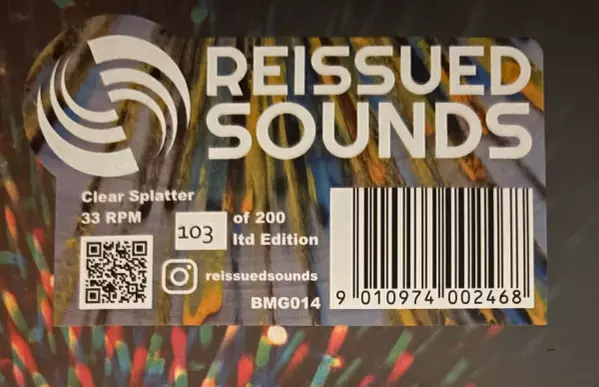 REISSUED
SOUNDS
Clear Splatter
33 RPM
103 of 200
ltd Edition
reissuedsounds
BMG014
9 010974 002468